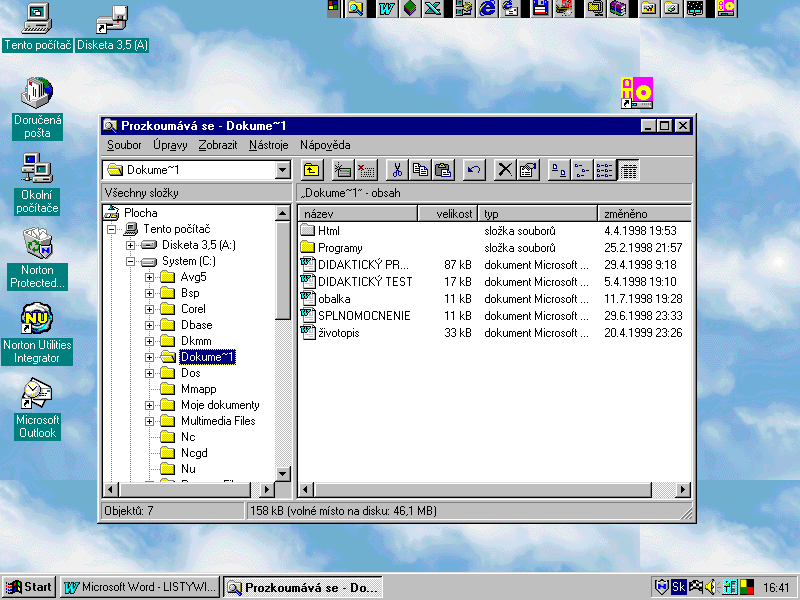 Tento počítač
Disketa 3,5 (A)
Doručená
pošta
Okolní
počítače
Norton
Protected...
Norton Utilities
Integrator
Microsoft
Outlook
Prozkoumává se - Dokume~1
Soubor Úpravy Zobrazit Nástroje Nápověda
Dokume~1
Všechny složky
„Dokume~1“ - obsah
Plocha
Tento počítač
Disketa 3,5 (A:)
System (C:)
Avg5
Bsp
Corel
Dbase
Dkmm
Dokume~1
Dos
Mmapp
Moje dokumenty
Multimedia Files
Nc
Ncgd
Nu
název velikost typ změněno
Html složka souborů 4.4.1998 19:53
Programy složka souborů 25.2.1998 21:57
DIDAKTICKÝ PR... 87 kB dokument Microsoft ... 29.4.1998 9:18
DIDAKTICKÝ TEST 17 kB dokument Microsoft ... 5.4.1998 19:10
obalka 11 kB dokument Microsoft ... 11.7.1998 19:28
SPLNOMOCNENIE 11 kB dokument Microsoft ... 29.6.1998 23:33
životopis 33 kB dokument Microsoft ... 20.4.1999 23:26
Objektů: 7
158 kB (volné místo na disku: 46,1 MB)
Start
Microsoft Word - LISTYWI...
Prozkoumává se - Do...
Sk
16:41